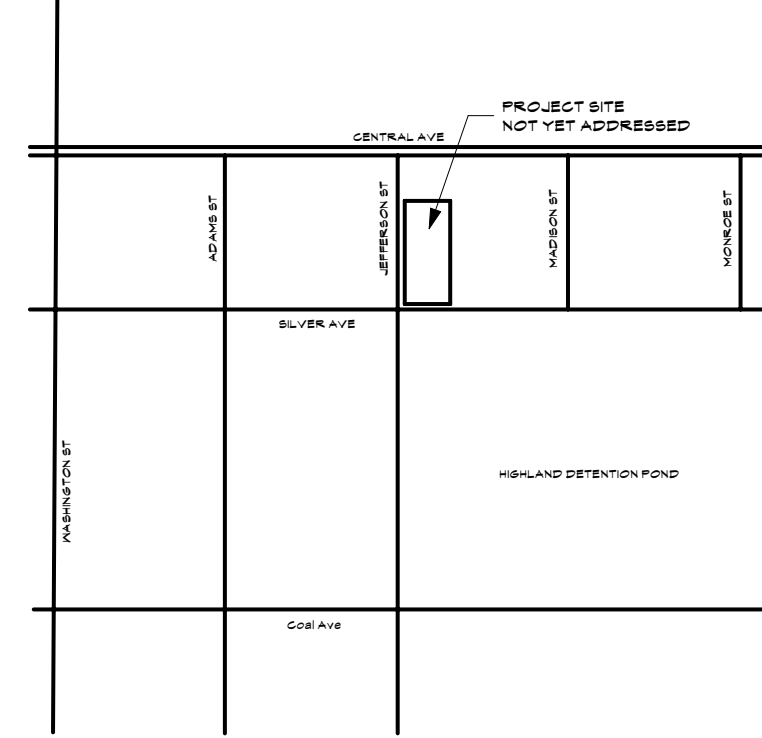 PROJECT SITE
NOT YET ADDRESSED
CENTRAL AVE
ADAMS ST
JEFFERSON ST
MADISON ST
MONROE ST
SILVER AVE
WASHINGTON ST
HIGHLAND DETENTION POND
Coal Ave